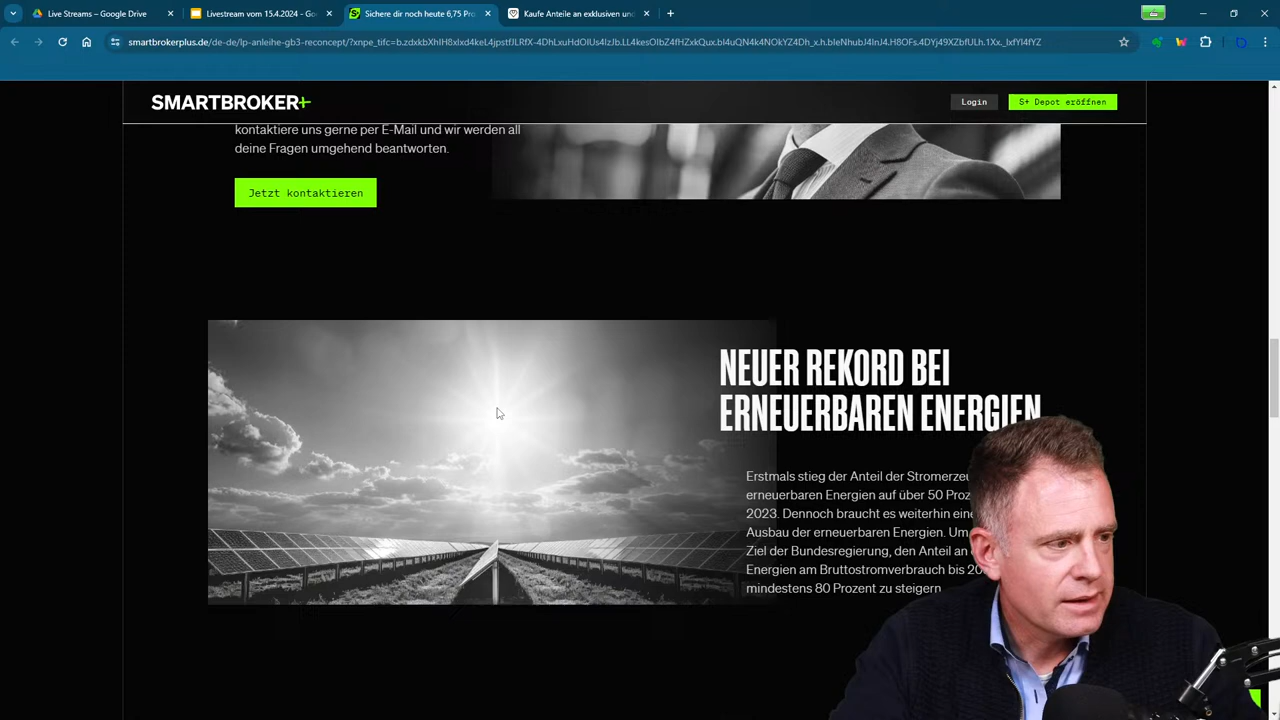 Live Streams – Google Drive
Livestream vom 15.4.2024 - Go
Sichere dir noch heute 6,75 Pro
Kaufe Anteile an exklusiven un
smartbrokerplus.de/de-de/lp-anleihe-gb3-reconcept/
SMARTBROKER+
Login
S+ Depot eröffnen
kontaktiere uns gerne per E-Mail und wir werden all
deine Fragen umgehend beantworten.
Jetzt kontaktieren
NEUER REKORD BEI
ERNEUERBAREN ENERGIEN
Erstmals stieg der Anteil der Stromerze
erneuerbaren Energien auf über 50 Proz
2023. Dennoch braucht es weiterhin eine
Ausbau der erneuerbaren Energien. Um
Ziel der Bundesregierung, den Anteil an
Energien am Bruttostromverbrauch bis 20
mindestens 80 Prozent zu steigern